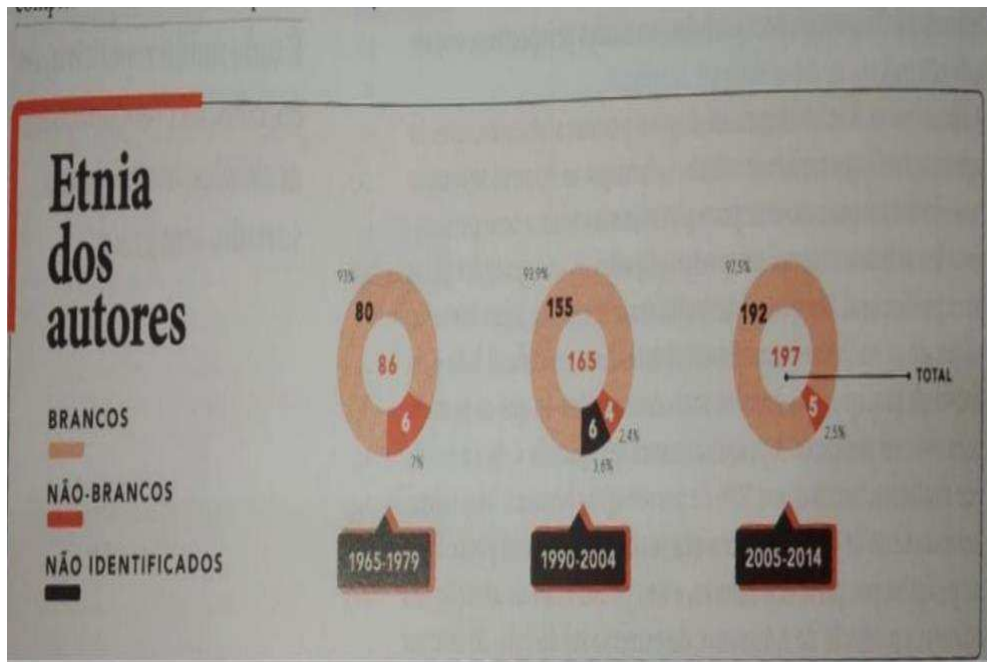 Etnia
dos
autores
BRANCOS
NÃO-BRANCOS
NÃO IDENTIFICADOS
93%
80
86
6
7%
1965-1979
93,9%
155
165
4
6
2,4%
3,6%
1990-2004
97,5%
192
197
TOTAL
5
2,5%
2005-2014